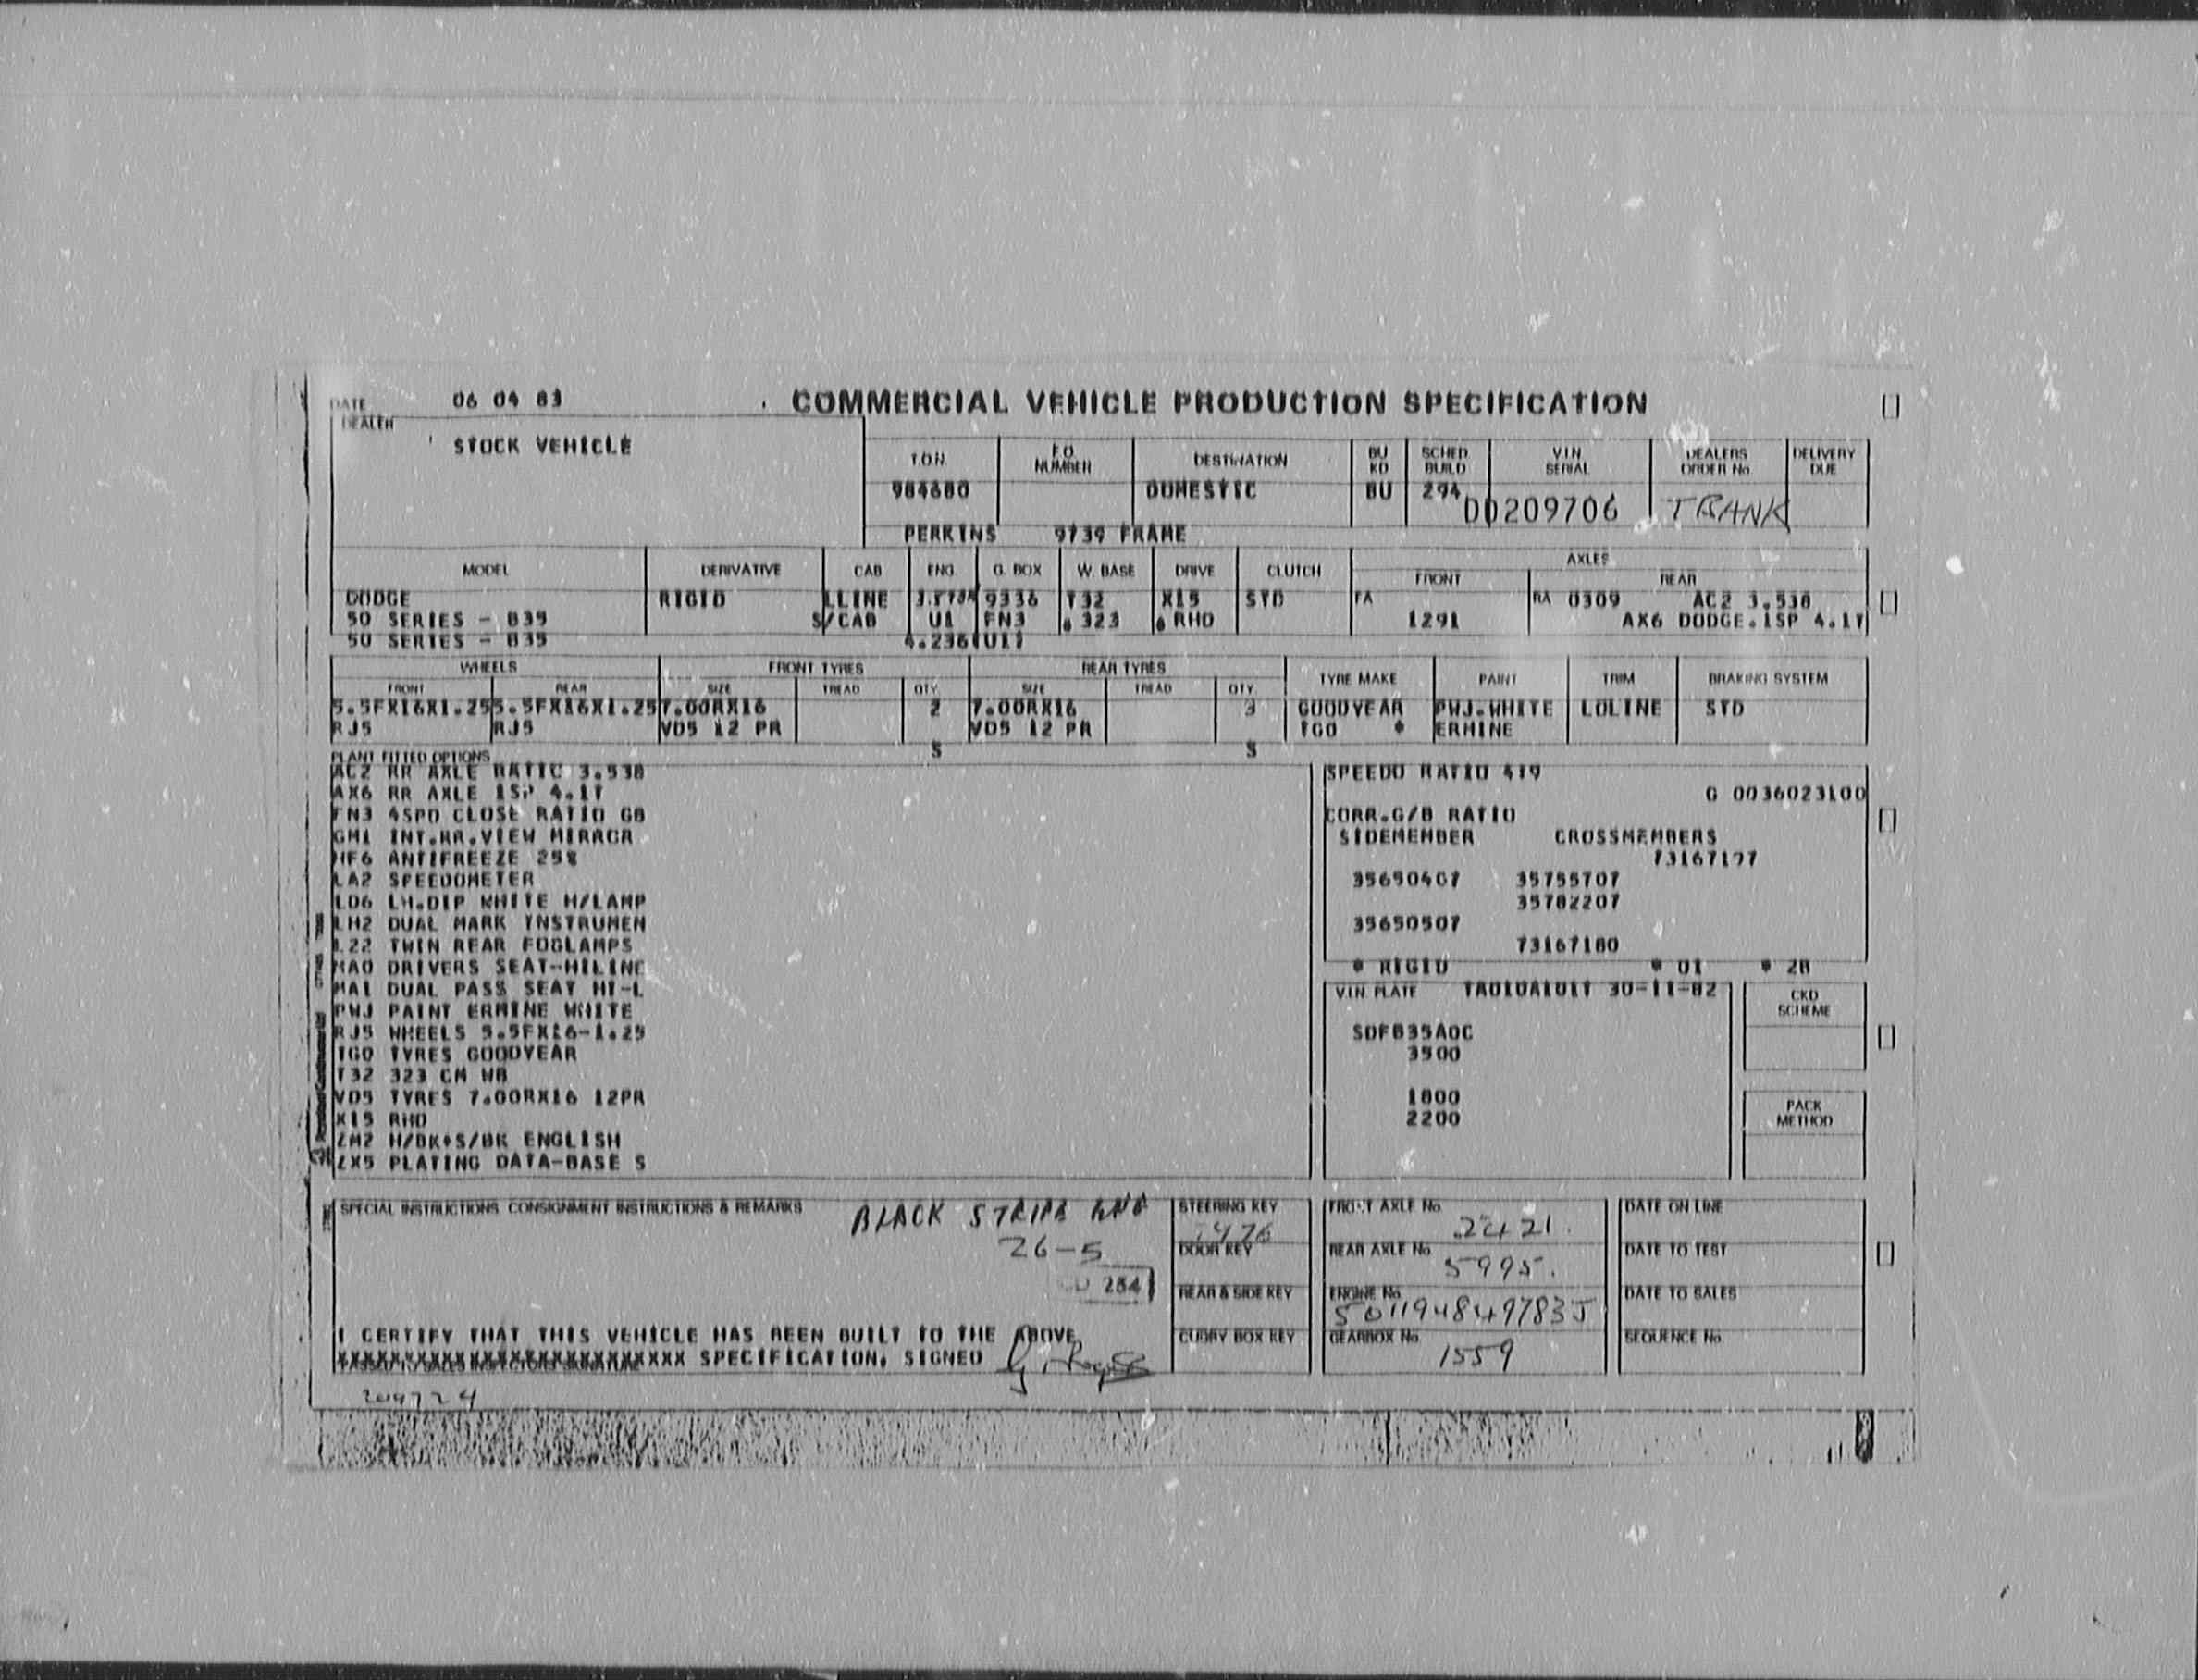 DATE 06 04 83
COMMERCIAL VEHICLE PRODUCTION SPECIFICATION
DEALER
STOCK VEHICLE
T.O.N. F.O. NUMBER DESTINATION BU KD SCHED BUILD V.I.N. SERIAL DEALERS ORDER No DELIVERY DUE
984680 DOMESTIC BU 294 DD209706
PERKINS 9739 FRAME
MODEL DERIVATIVE CAB ENG. G. BOX W. BASE DRIVE CLUTCH AXLES
FRONT REAR
DODGE RIGID LLINE 9336 T32 X15 STD FA RA 0309 AC2 3.538
50 SERIES - B35 S/CAB U1 FN3 323 RHD 1291 AX6 DODGE.1SP 4.1T
50 SERIES - B35 4.236(U1)
WHEELS FRONT TYRES REAR TYRES TYRE MAKE PAINT TRIM BRAKING SYSTEM
FRONT REAR SIZE TREAD QTY. SIZE TREAD QTY.
5.5FX16X1.25 5.5FX16X1.25 7.00RX16 2 7.00RX16 3 GOODYEAR PWJ.WHITE LOLINE STD
RJ5 RJ5 VD5 12 PR VD5 12 PR TGO * ERMINE
S S
PLANT FITTED OPTIONS
AC2 RR AXLE RATIO 3.538
AX6 RR AXLE 1SP 4.1T
FN3 4SPD CLOSE RATIO GB
GM1 INT.RR.VIEW MIRROR
HF6 ANTIFREEZE 25%
LA2 SPEEDOMETER
LD6 LH.DIP WHITE H/LAMP
LH2 DUAL MARK INSTRUMEN
L22 TWIN REAR FOGLAMPS
MA0 DRIVERS SEAT-HILINE
MA1 DUAL PASS SEAT HI-L
PWJ PAINT ERMINE WHITE
RJ5 WHEELS 5.5FX16-1.25
TGO TYRES GOODYEAR
T32 323 CM WB
VD5 TYRES 7.00RX16 12PR
X15 RHD
ZM2 H/BK+S/BK ENGLISH
ZX5 PLATING DATA-BASE S
SPEEDO RATIO 419
G 0036023100
CORR.G/B RATIO
SIDEMEMBER CROSSMEMBERS
73167197
35650407 35755707
35782207
35650507
73167180
* RIGID * 01 * 28
V.I.N. PLATE 30-11-82
SDFB35A0C
3500
1800
2200
CKD SCHEME
PACK METHOD
SPECIAL INSTRUCTIONS CONSIGNMENT INSTRUCTIONS & REMARKS
BLACK
26-5
284
I CERTIFY THAT THIS VEHICLE HAS BEEN BUILT TO THE ABOVE
XXXXXXXXXXXXXXXXXXXXXXXXXXX SPECIFICATION. SIGNED
STEERING KEY
DOOR KEY
REAR & SIDE KEY
CUBBY BOX KEY
FRONT AXLE No. 2421.
REAR AXLE No. 5995.
ENGINE No.
GEARBOX No. 1559
DATE ON LINE
DATE TO TEST
DATE TO SALES
SEQUENCE No.
209724